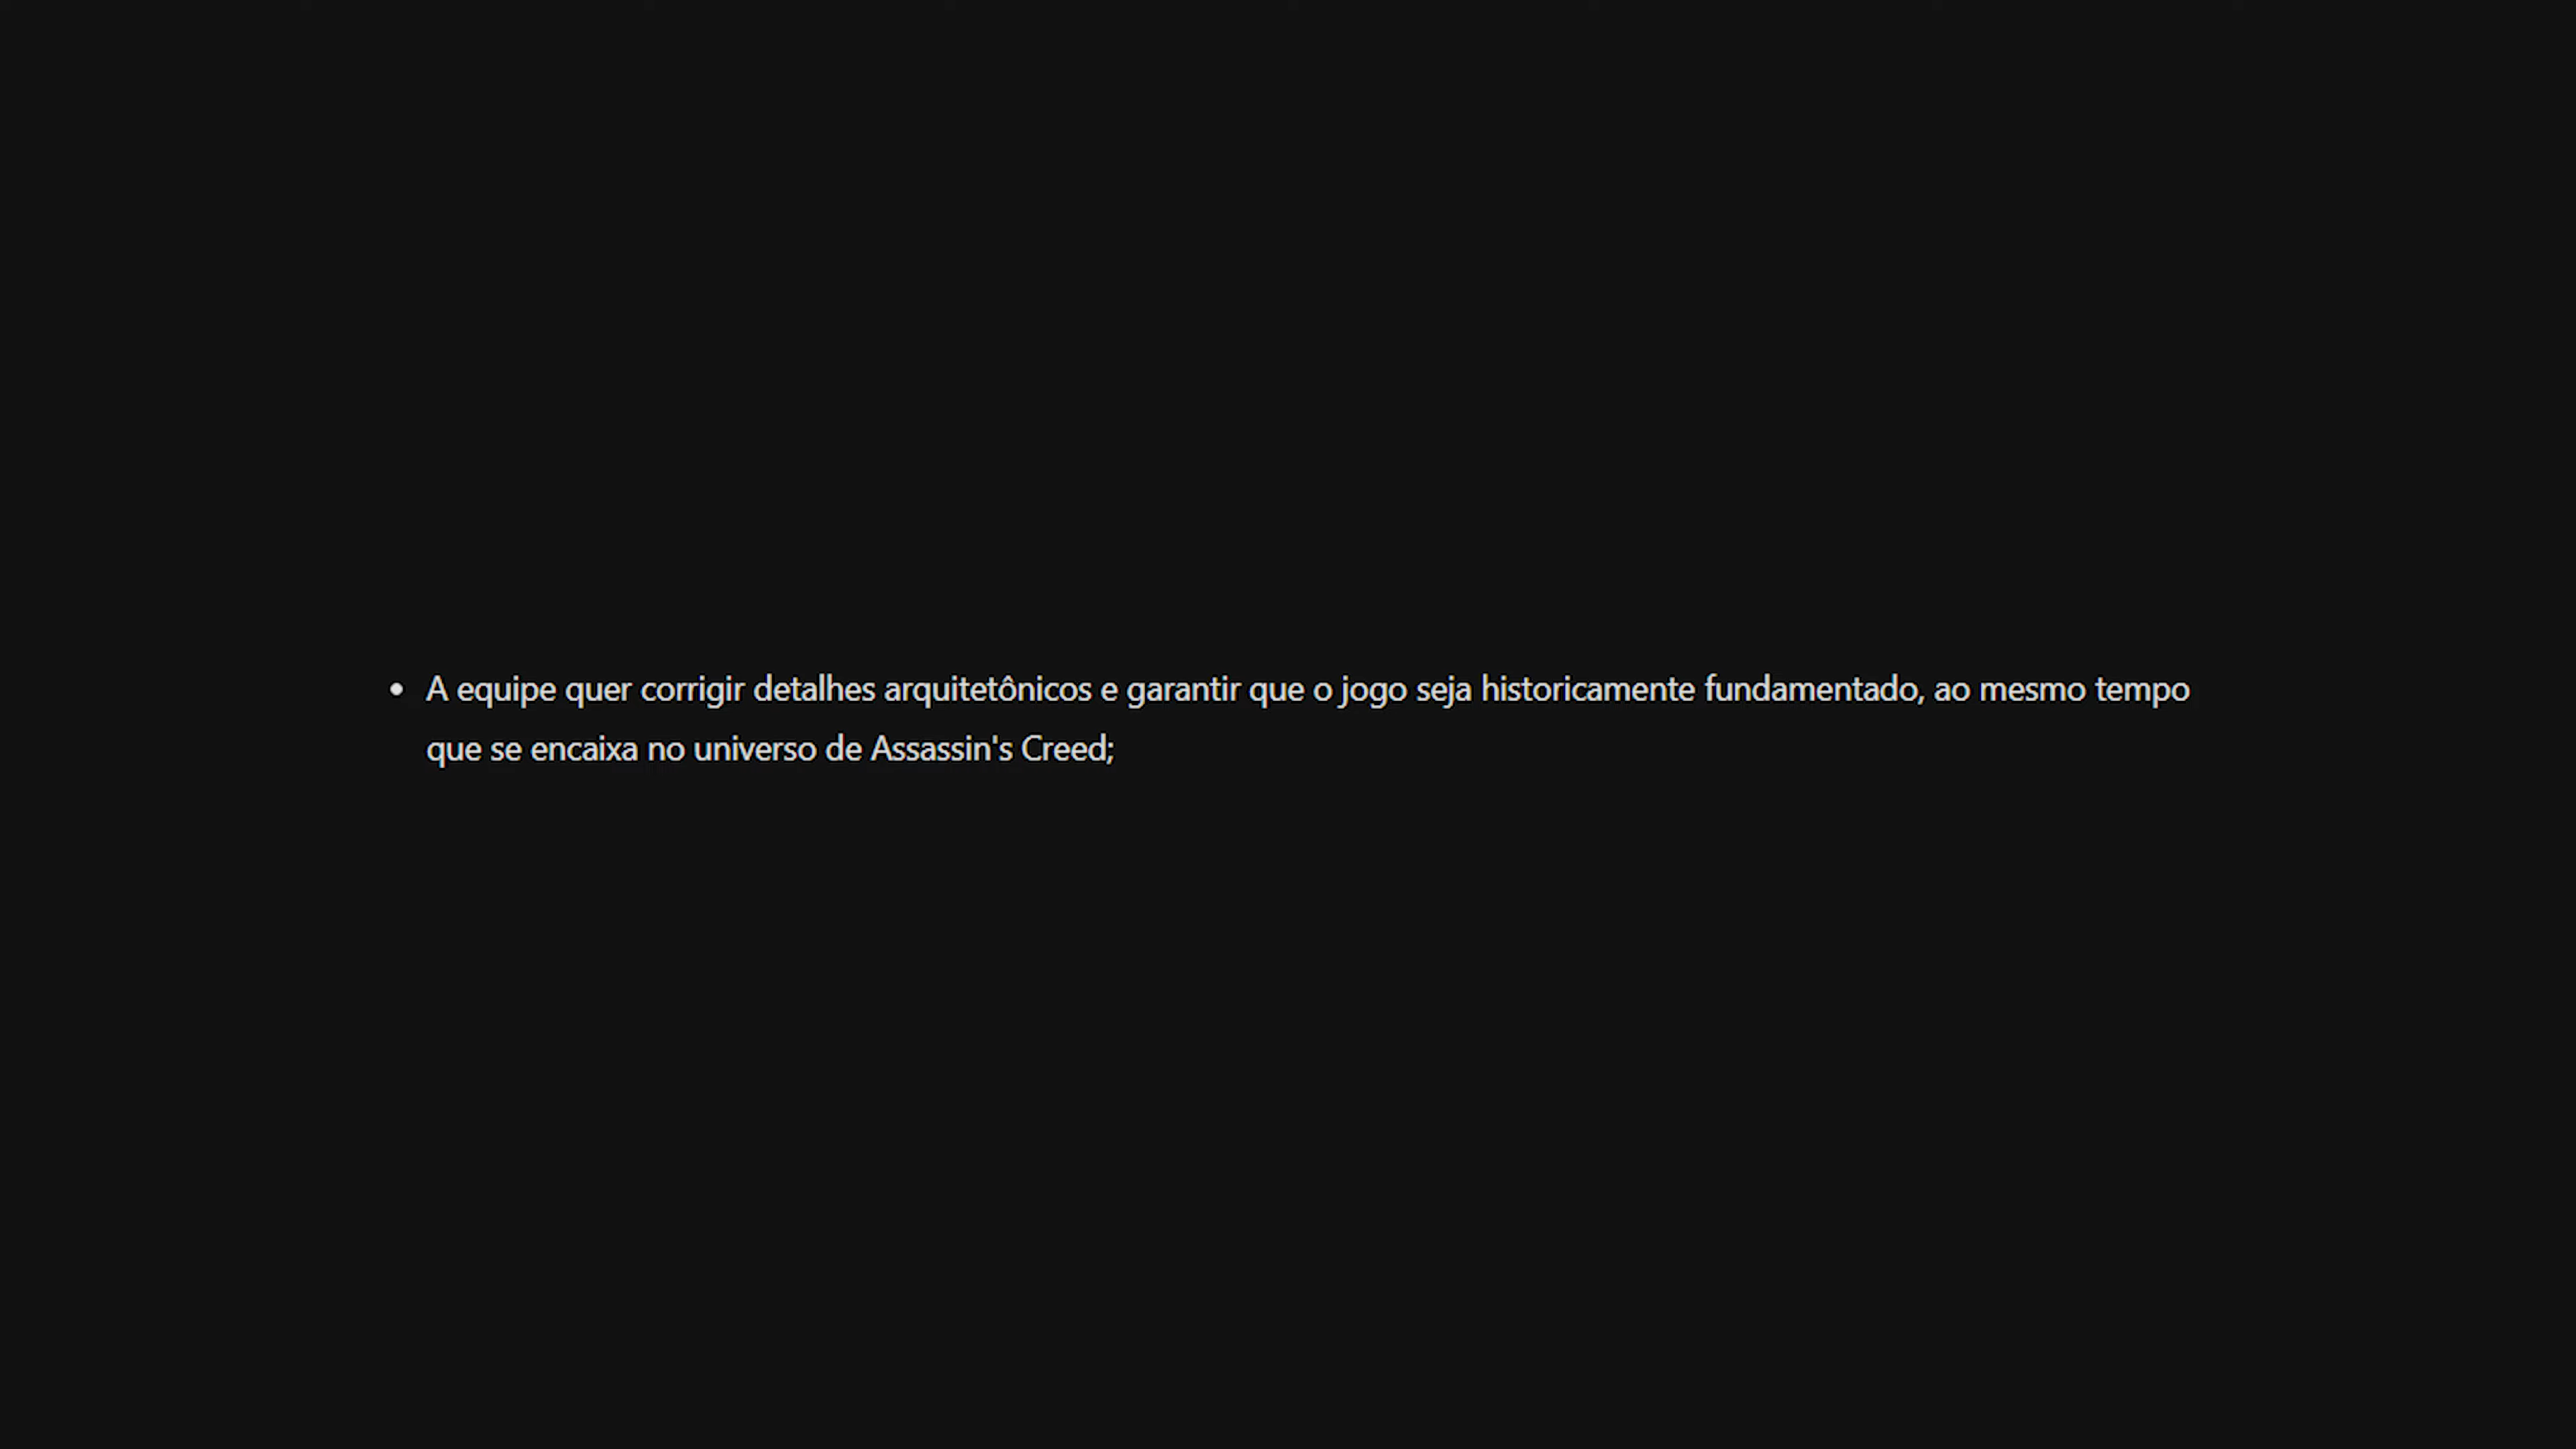 • A equipe quer corrigir detalhes arquitetônicos e garantir que o jogo seja historicamente fundamentado, ao mesmo tempo
que se encaixa no universo de Assassin's Creed;